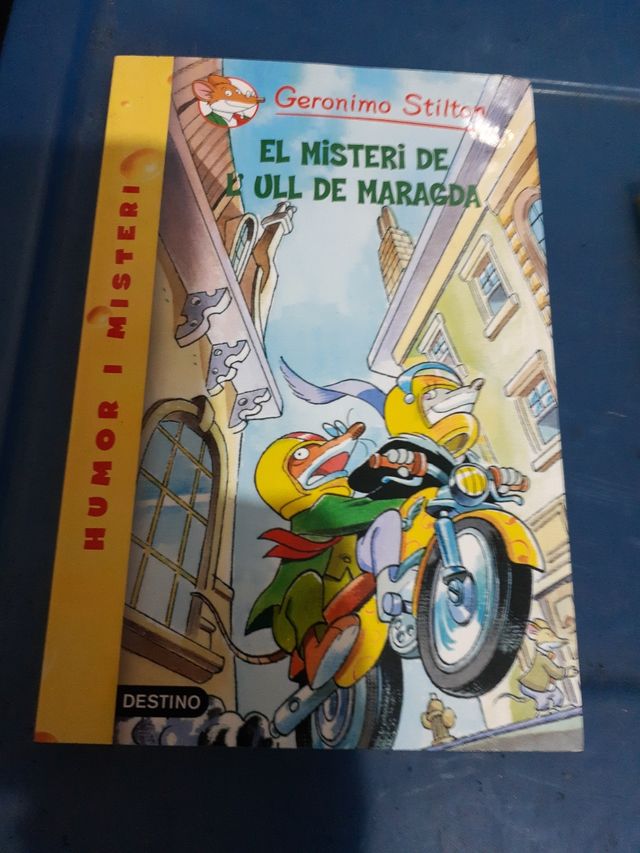 Geronimo Stilton
EL MISTERI DE
L' ULL DE MARAGDA
HUMOR I MISTERI
DESTINO